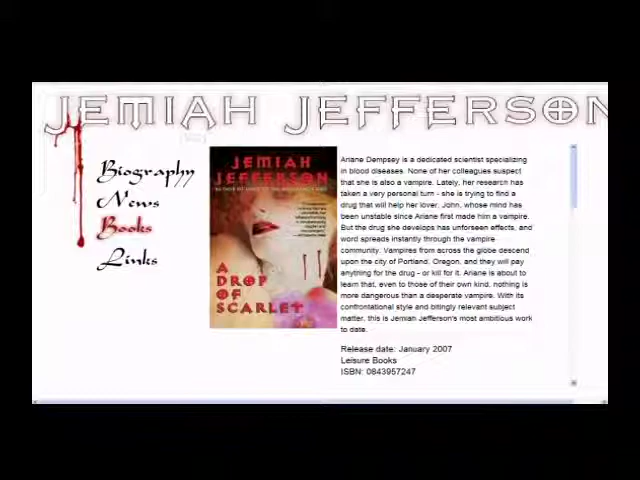 JEMIAH JEFFERSON
Biography
News
Books
Links
JEMIAH
JEFFERSON
A
DROP
OF
SCARLET
Ariane Dempsey is a dedicated scientist specializing
in blood diseases. None of her colleagues suspect
that she is also a vampire. Lately, her research has
taken a very personal turn - she is trying to find a
drug that will help her lover, John, whose mind has
been unstable since Ariane first made him a vampire.
But the drug she develops has unforseen effects, and
word spreads instantly through the vampire
community. Vampires from across the globe descend
upon the city of Portland, Oregon, and they will pay
anything for the drug - or kill for it. Ariane is about to
learn that, even to those of their own kind, nothing is
more dangerous than a desperate vampire. With its
confrontational style and bitingly relevant subject
matter, this is Jemiah Jefferson's most ambitious work
to date.
Release date: January 2007
Leisure Books
ISBN: 0843957247